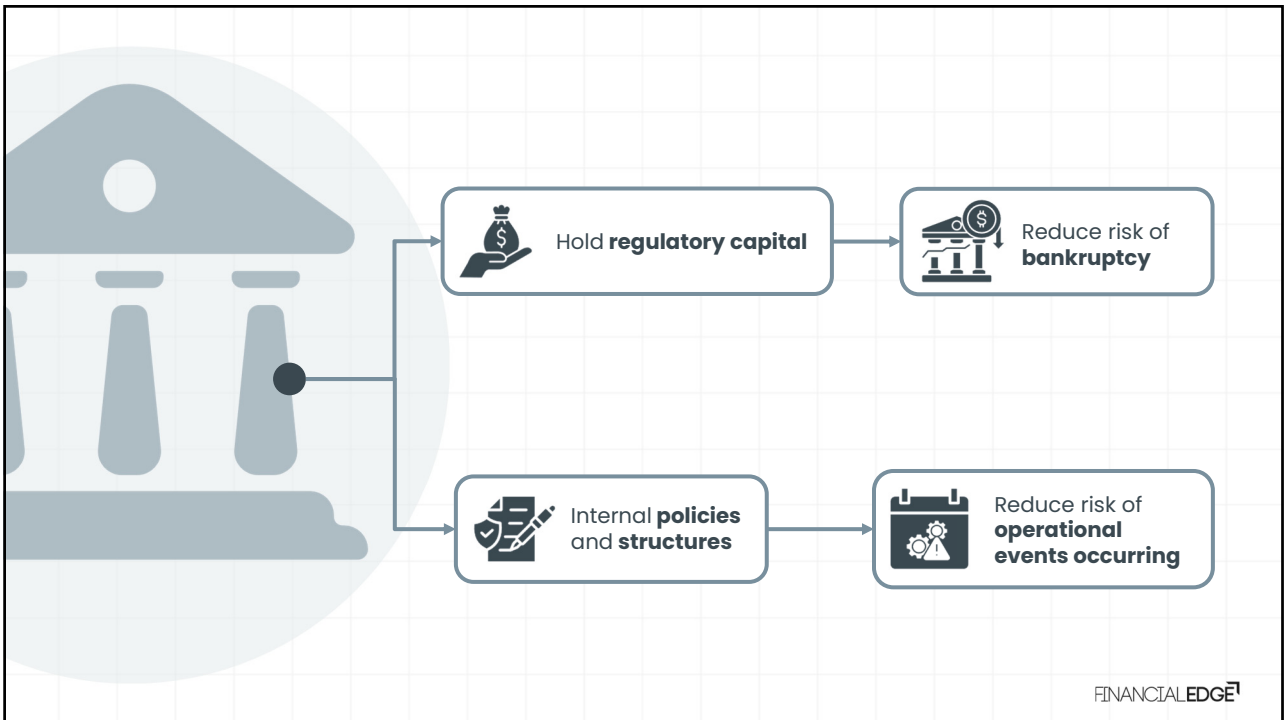 Hold regulatory capital
Reduce risk of
bankruptcy
Internal policies
and structures
Reduce risk of
operational
events occurring
FINANCIALEDGE